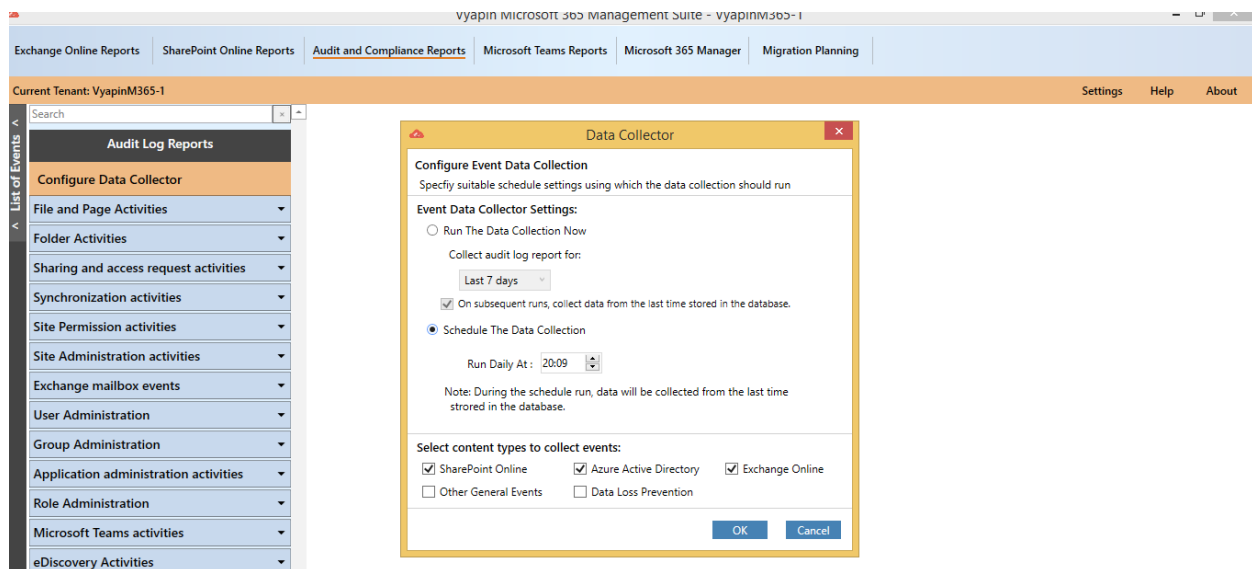 Vyapin Microsoft 365 Management Suite - VyapinM365-1
Exchange Online Reports SharePoint Online Reports Audit and Compliance Reports Microsoft Teams Reports Microsoft 365 Manager Migration Planning
Current Tenant: VyapinM365-1 Settings Help About
< List of Events <
Search
Audit Log Reports
Configure Data Collector
File and Page Activities
Folder Activities
Sharing and access request activities
Synchronization activities
Site Permission activities
Site Administration activities
Exchange mailbox events
User Administration
Group Administration
Application administration activities
Role Administration
Microsoft Teams activities
eDiscovery Activities
Data Collector
Configure Event Data Collection
Specfiy suitable schedule settings using which the data collection should run
Event Data Collector Settings:
Run The Data Collection Now
Collect audit log report for:
Last 7 days
On subsequent runs, collect data from the last time stored in the database.
Schedule The Data Collection
Run Daily At : 20:09
Note: During the schedule run, data will be collected from the last time
strored in the database.
Select content types to collect events:
SharePoint Online Azure Active Directory Exchange Online
Other General Events Data Loss Prevention
OK Cancel